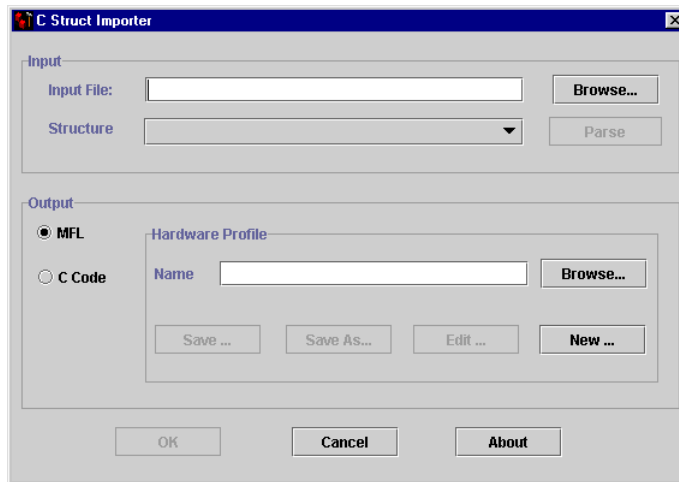 C Struct Importer
Input
Input File: Browse...
Structure Parse
Output
MFL
Hardware Profile
C Code Name Browse...
Save ... Save As... Edit ... New ...
OK Cancel About